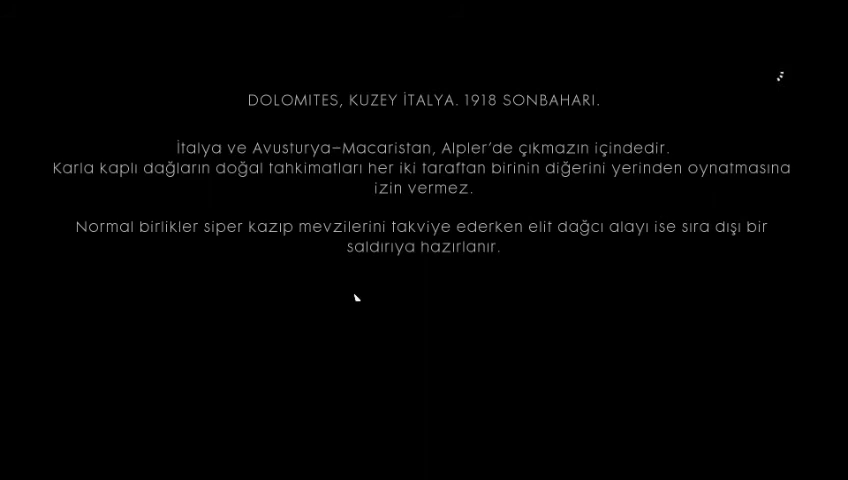 DOLOMITES, KUZEY İTALYA. 1918 SONBAHARI.
İtalya ve Avusturya-Macaristan, Alpler'de çıkmazın içindedir.
Karla kaplı dağların doğal tahkimatları her iki taraftan birinin diğerini yerinden oynatmasına
izin vermez.
Normal birlikler siper kazıp mevzilerini takviye ederken elit dağcı alayı ise sıra dışı bir
saldırıya hazırlanır.